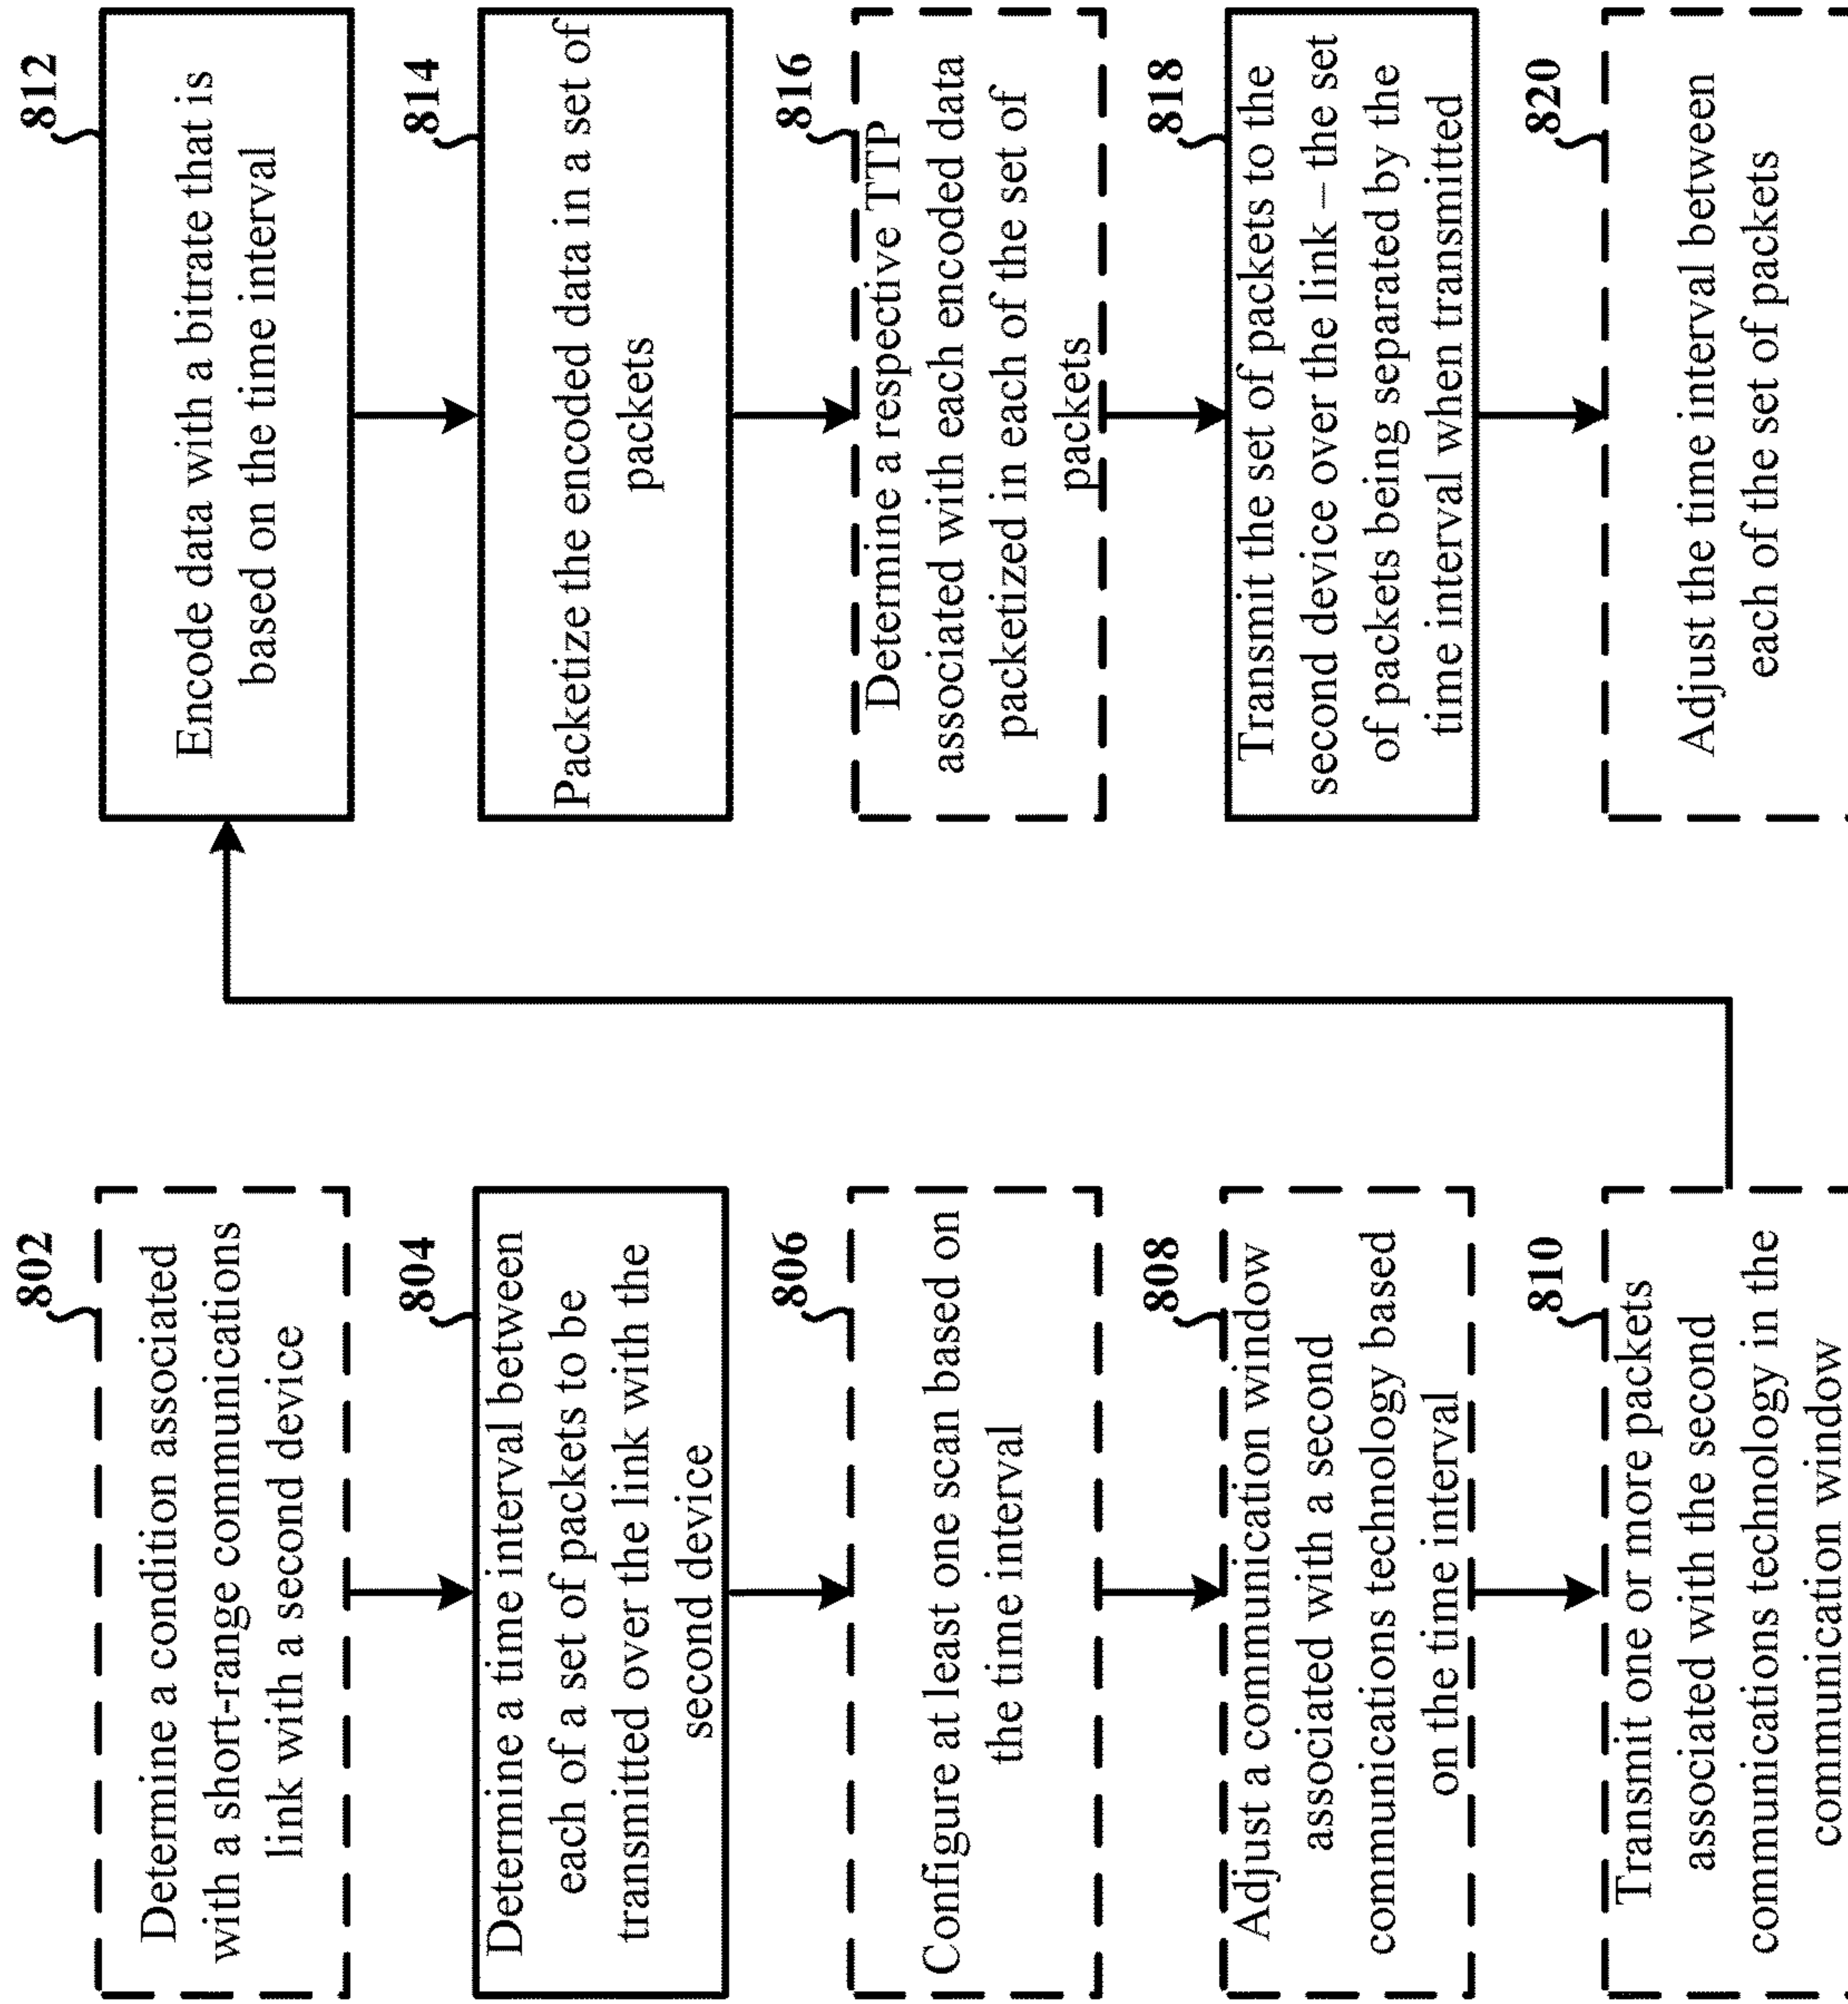 802
Determine a condition associated
with a short-range communications
link with a second device
804
Determine a time interval between
each of a set of packets to be
transmitted over the link with the
second device
806
Configure at least one scan based on
the time interval
808
Adjust a communication window
associated with a second
communications technology based
on the time interval
810
Transmit one or more packets
associated with the second
communications technology in the
communication window
812
Encode data with a bitrate that is
based on the time interval
814
Packetize the encoded data in a set of
packets
816
Determine a respective TTP
associated with each encoded data
packetized in each of the set of
packets
818
Transmit the set of packets to the
second device over the link – the set
of packets being separated by the
time interval when transmitted
820
Adjust the time interval between
each of the set of packets